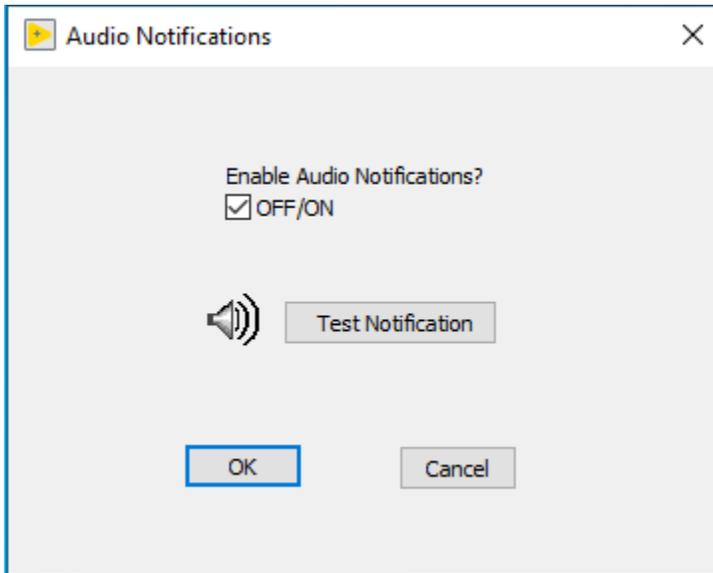 Audio Notifications
Enable Audio Notifications?
OFF/ON
Test Notification
OK
Cancel